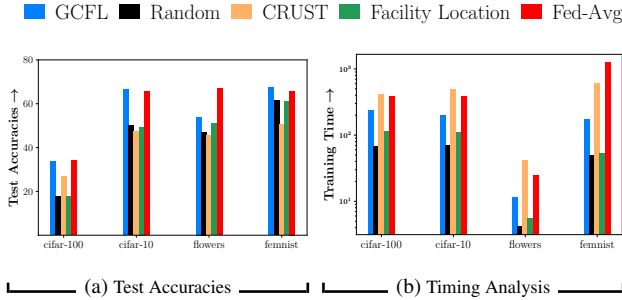 GCFL Random CRUST Facility Location Fed-Avg
Test Accuracies →
80
60
40
20
cifar-100 cifar-10 flowers femnist
Training Time →
10³
10²
10¹
cifar-100 cifar-10 flowers femnist
(a) Test Accuracies (b) Timing Analysis